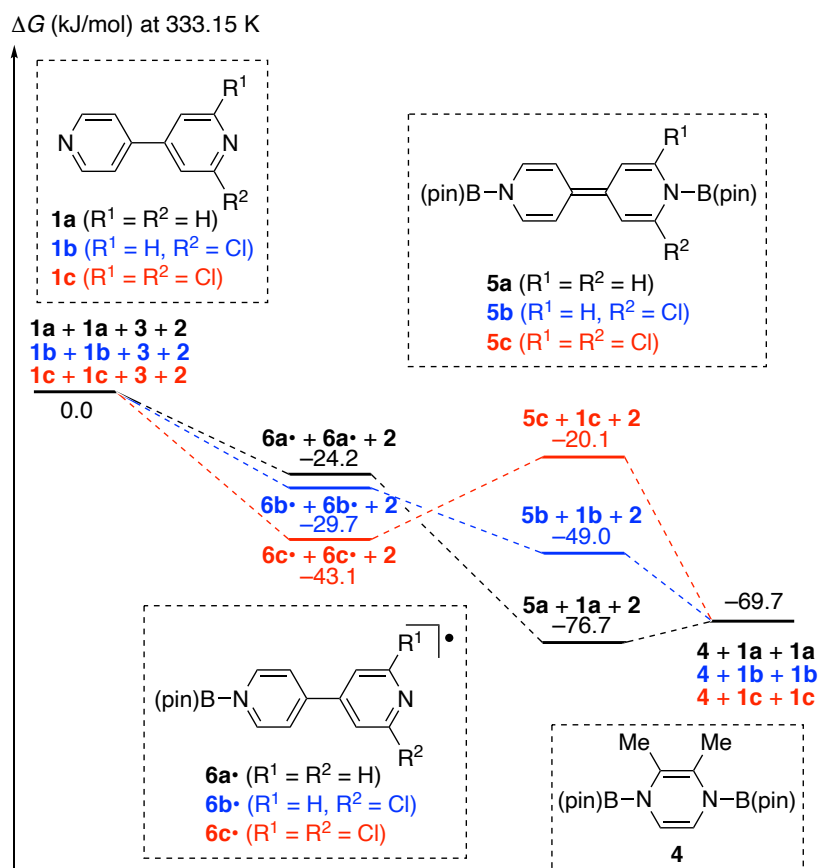 ΔG (kJ/mol) at 333.15 K
R¹
N
N
R²
1a (R¹ = R² = H)
1b (R¹ = H, R² = Cl)
1c (R¹ = R² = Cl)
R¹
(pin)B–N
N–B(pin)
R²
5a (R¹ = R² = H)
5b (R¹ = H, R² = Cl)
5c (R¹ = R² = Cl)
1a + 1a + 3 + 2
1b + 1b + 3 + 2
1c + 1c + 3 + 2
0.0
6a• + 6a• + 2
–24.2
6b• + 6b• + 2
–29.7
6c• + 6c• + 2
–43.1
5c + 1c + 2
–20.1
5b + 1b + 2
–49.0
5a + 1a + 2
–76.7
–69.7
4 + 1a + 1a
4 + 1b + 1b
4 + 1c + 1c
R¹ •
(pin)B–N
N
R²
6a• (R¹ = R² = H)
6b• (R¹ = H, R² = Cl)
6c• (R¹ = R² = Cl)
Me Me
(pin)B–N N–B(pin)
4